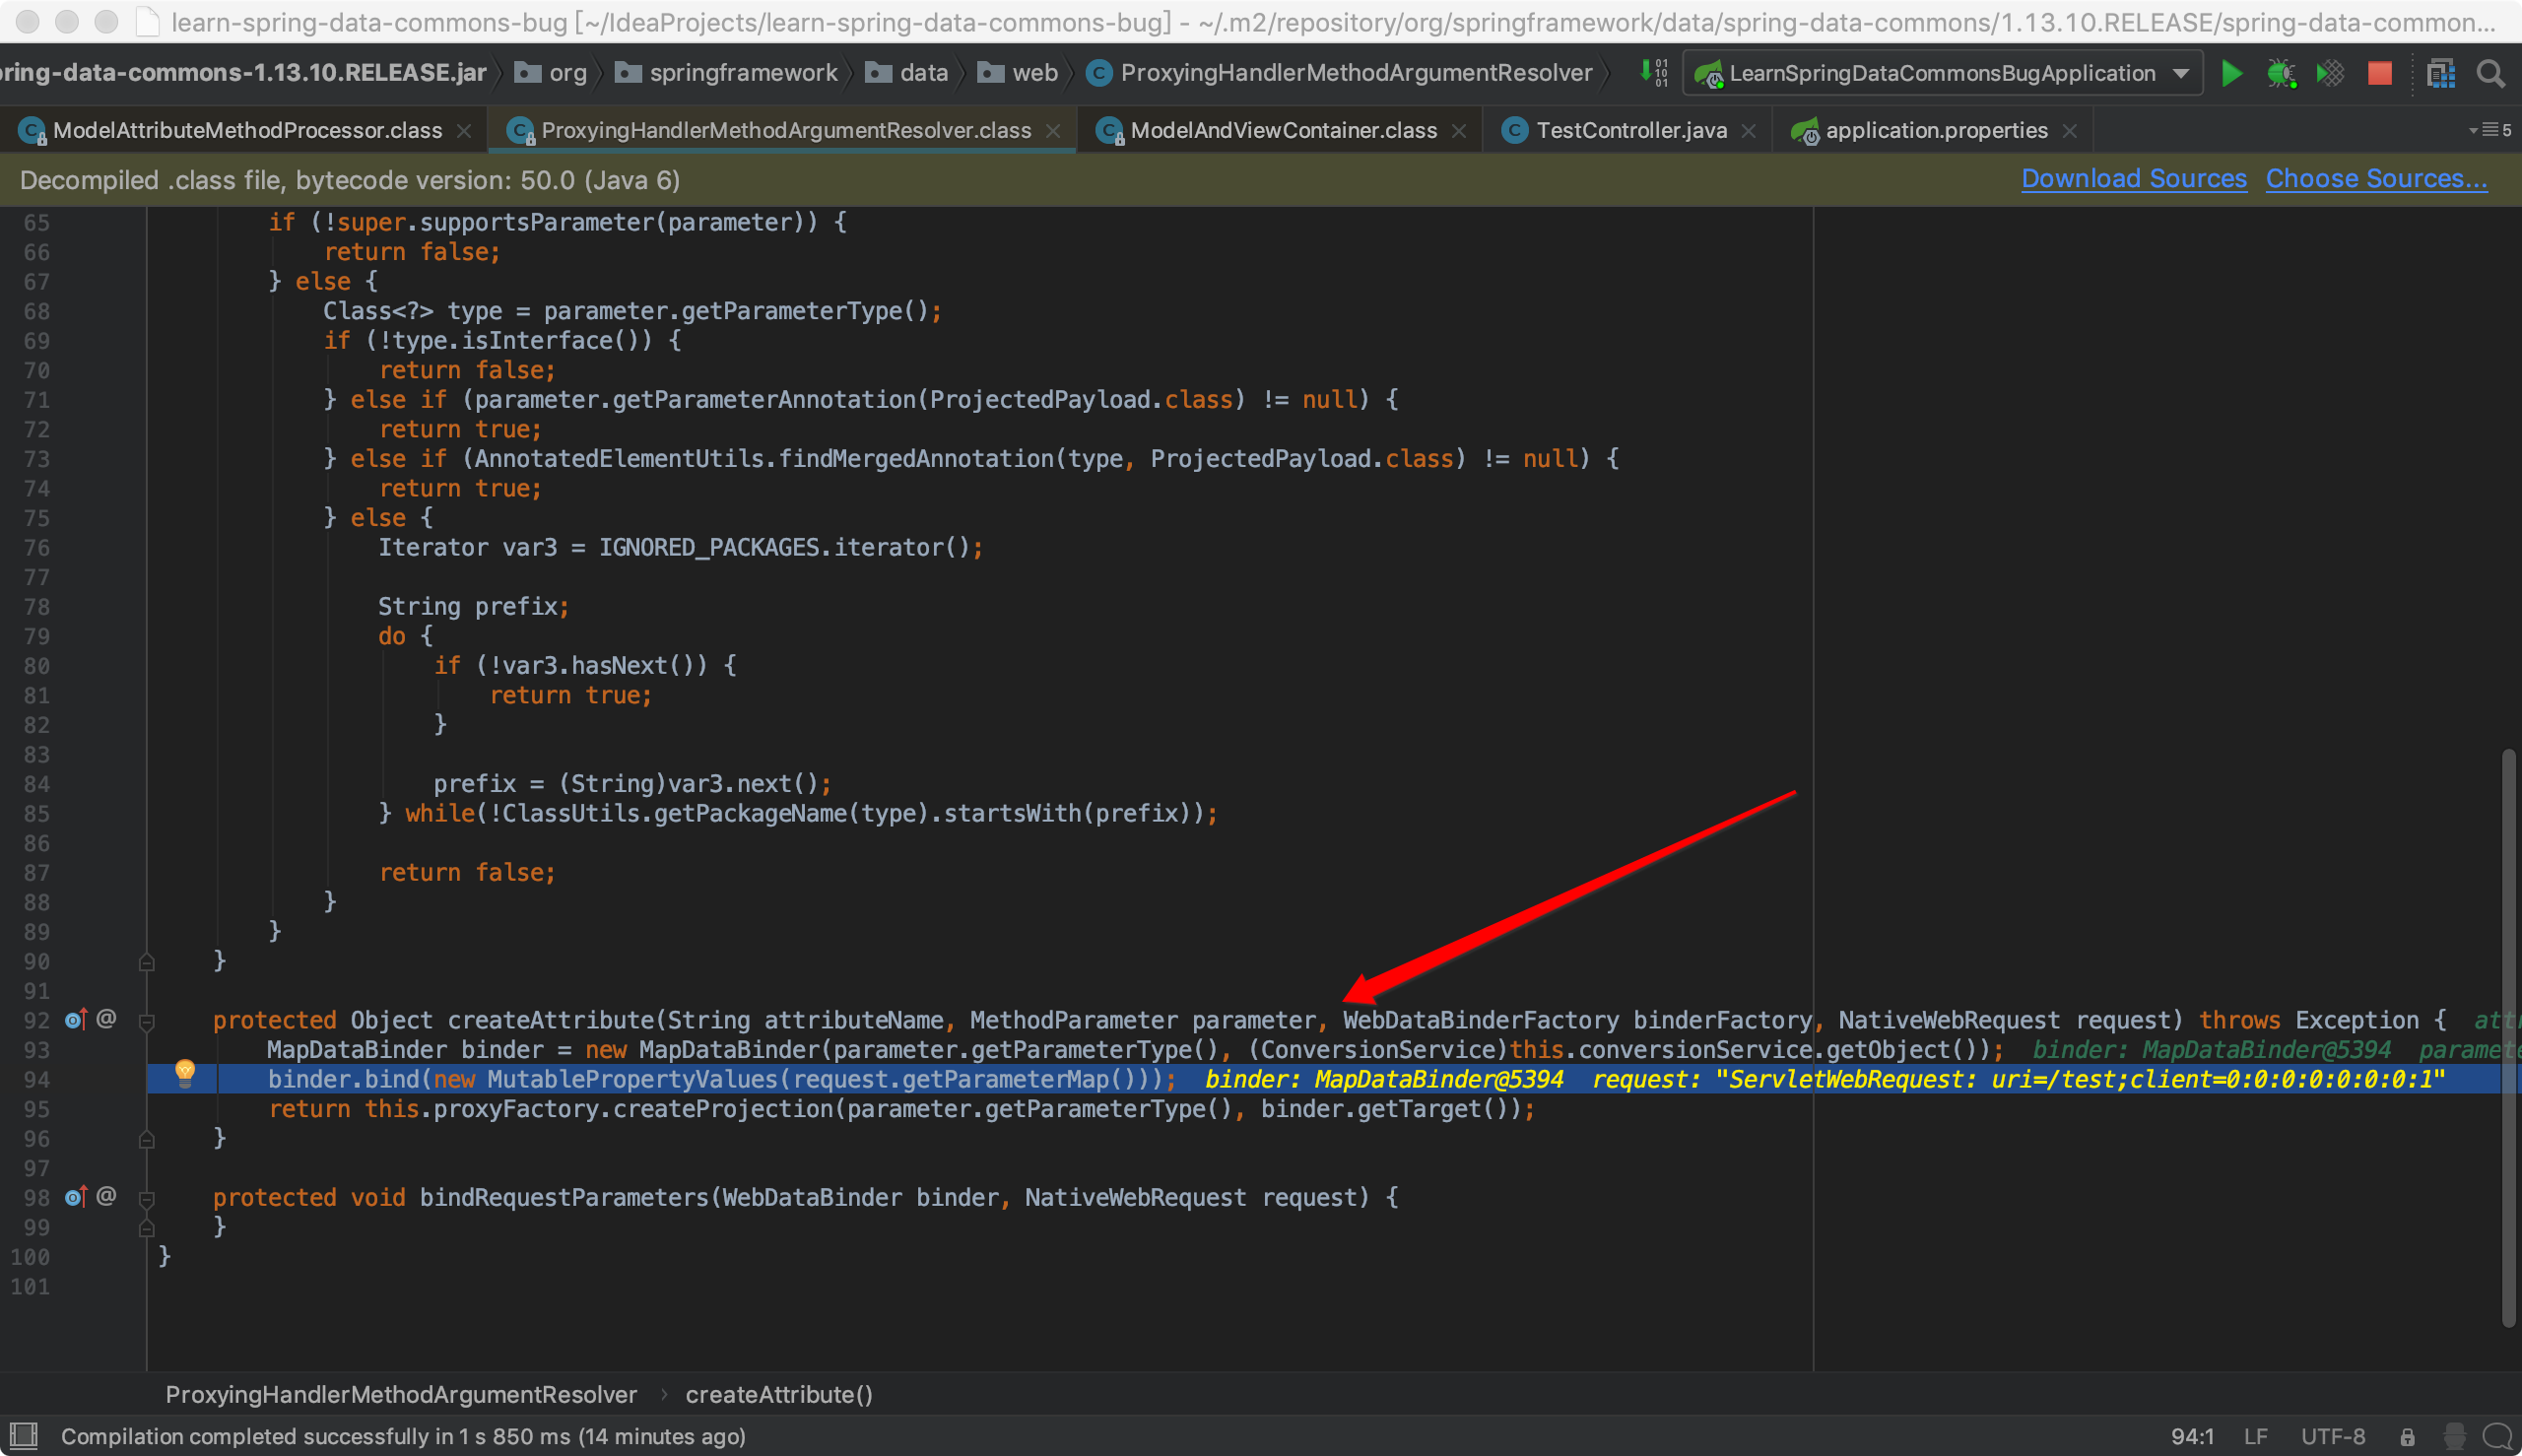 learn-spring-data-commons-bug [~/IdeaProjects/learn-spring-data-commons-bug] - ~/.m2/repository/org/springframework/data/spring-data-commons/1.13.10.RELEASE/spring-data-common...
ring-data-commons-1.13.10.RELEASE.jar org springframework data web ProxyingHandlerMethodArgumentResolver LearnSpringDataCommonsBugApplication
ModelAttributeMethodProcessor.class ProxyingHandlerMethodArgumentResolver.class ModelAndViewContainer.class TestController.java application.properties 5
Decompiled .class file, bytecode version: 50.0 (Java 6) Download Sources Choose Sources...
65 if (!super.supportsParameter(parameter)) {
66 return false;
67 } else {
68 Class<?> type = parameter.getParameterType();
69 if (!type.isInterface()) {
70 return false;
71 } else if (parameter.getParameterAnnotation(ProjectedPayload.class) != null) {
72 return true;
73 } else if (AnnotatedElementUtils.findMergedAnnotation(type, ProjectedPayload.class) != null) {
74 return true;
75 } else {
76 Iterator var3 = IGNORED_PACKAGES.iterator();
77
78 String prefix;
79 do {
80 if (!var3.hasNext()) {
81 return true;
82 }
83
84 prefix = (String)var3.next();
85 } while(!ClassUtils.getPackageName(type).startsWith(prefix));
86
87 return false;
88 }
89 }
90 }
91
92 @ protected Object createAttribute(String attributeName, MethodParameter parameter, WebDataBinderFactory binderFactory, NativeWebRequest request) throws Exception { attr
93 MapDataBinder binder = new MapDataBinder(parameter.getParameterType(), (ConversionService)this.conversionService.getObject()); binder: MapDataBinder@5394 paramete
94 binder.bind(new MutablePropertyValues(request.getParameterMap())); binder: MapDataBinder@5394 request: "ServletWebRequest: uri=/test;client=0:0:0:0:0:0:0:1"
95 return this.proxyFactory.createProjection(parameter.getParameterType(), binder.getTarget());
96 }
97
98 @ protected void bindRequestParameters(WebDataBinder binder, NativeWebRequest request) {
99 }
100 }
101
ProxyingHandlerMethodArgumentResolver createAttribute()
Compilation completed successfully in 1 s 850 ms (14 minutes ago) 94:1 LF UTF-8